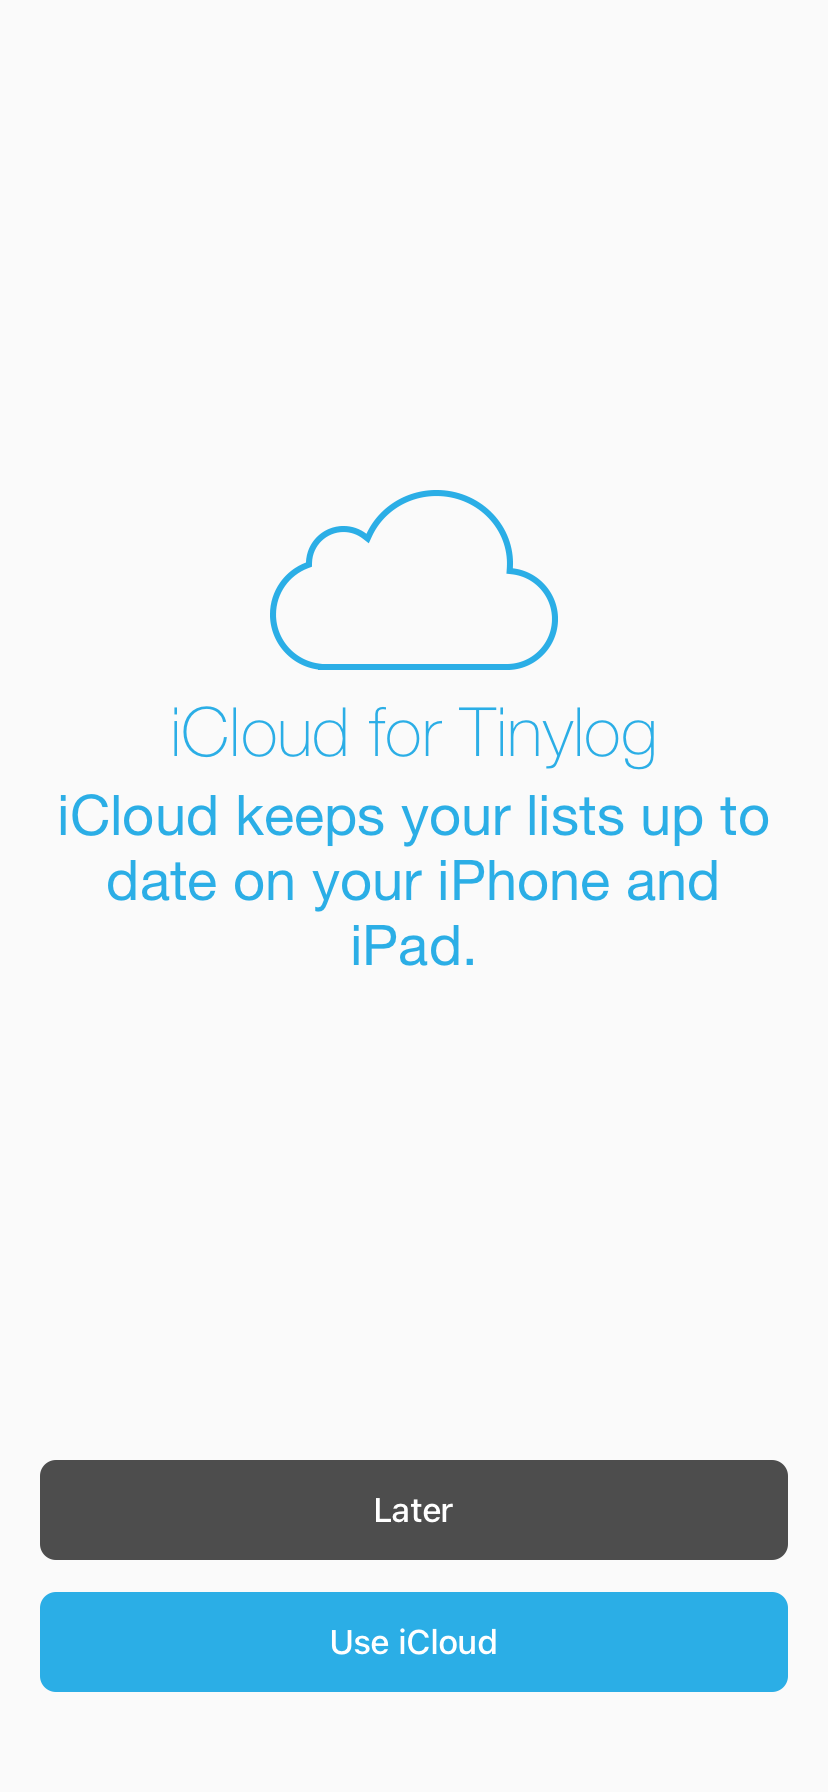 iCloud for Tinylog
iCloud keeps your lists up to
date on your iPhone and
iPad.
Later
Use iCloud